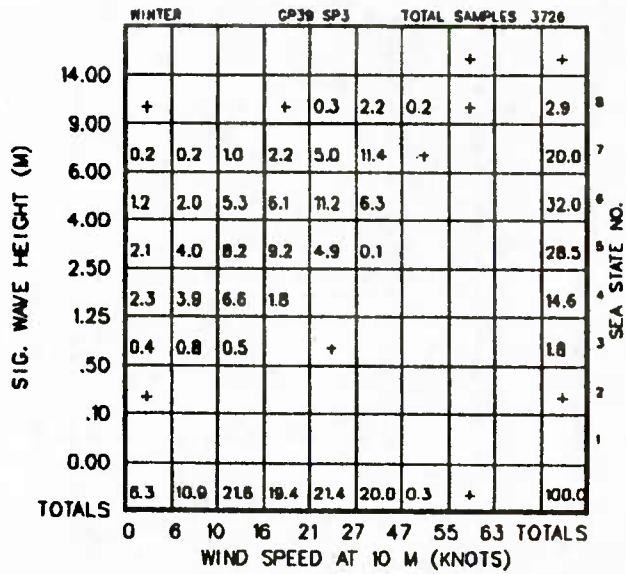 WINTER GP39 SP3 TOTAL SAMPLES 3726
+ +
14.00
+ + 0.3 2.2 0.2 + 2.9 8
9.00
0.2 0.2 1.0 2.2 5.0 11.4 + 20.0 7
6.00
1.2 2.0 5.3 6.1 11.2 6.3 32.0 6
4.00
2.1 4.0 8.2 9.2 4.9 0.1 28.5 5
2.50
2.3 3.9 6.6 1.8 14.6 4
1.25
0.4 0.8 0.5 + 1.8 3
.50
+ + 2
.10
1
0.00
6.3 10.9 21.6 19.4 21.4 20.0 0.3 + 100.0
TOTALS
0 6 10 16 21 27 47 55 63 TOTALS
WIND SPEED AT 10 M (KNOTS)
SIG. WAVE HEIGHT (M)
SEA STATE NO.